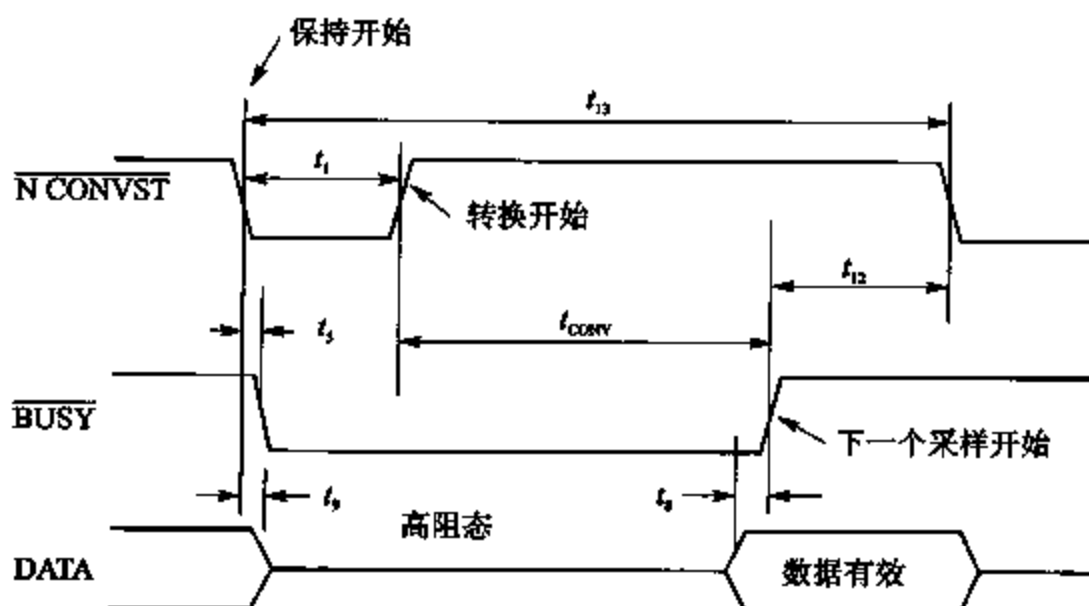 保持开始
t₁₃
N CONVST
t₁
转换开始
t₁₂
t₅
t_CONV
BUSY
下一个采样开始
t₉
t₈
高阻态
DATA
数据有效